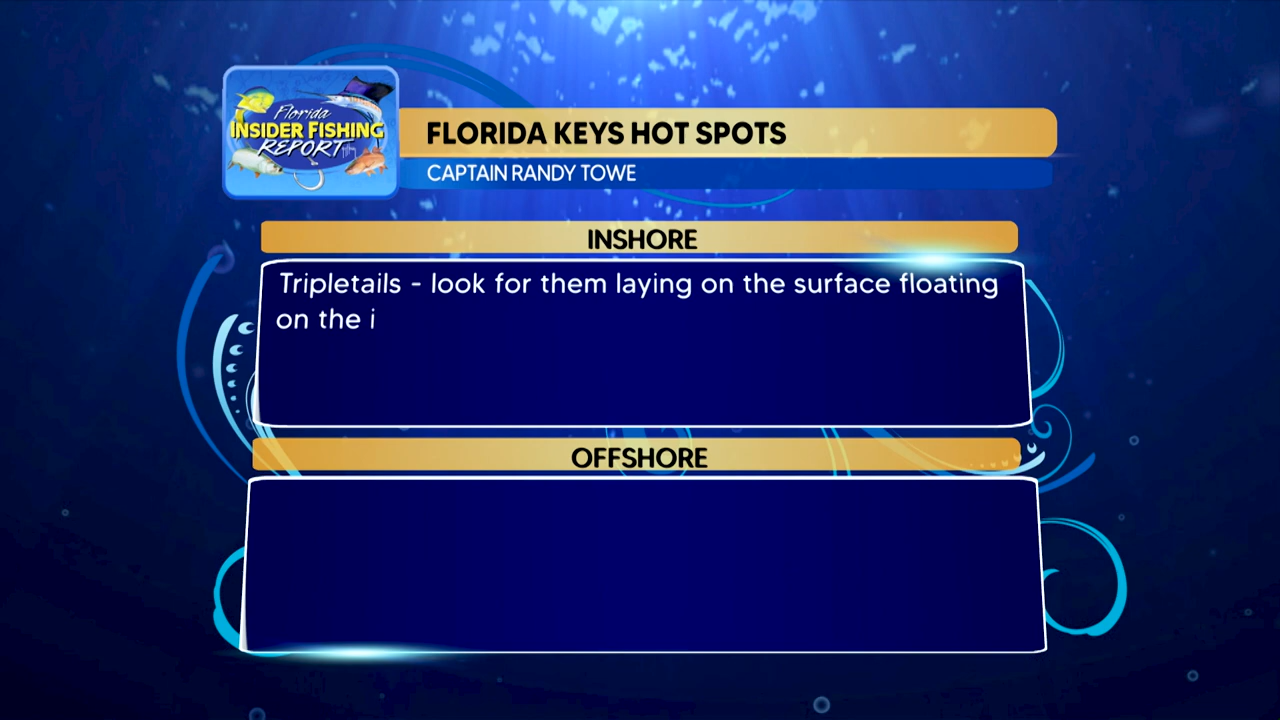 Florida
INSIDER FISHING
REPORT
FLORIDA KEYS HOT SPOTS
CAPTAIN RANDY TOWE
INSHORE
Tripletails - look for them laying on the surface floating
on the i
OFFSHORE